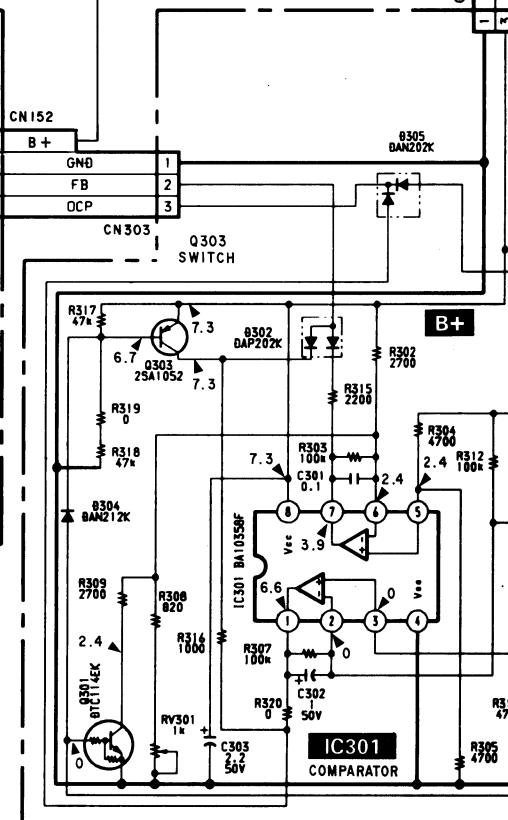 1
CN152
B+
GND 1
FB 2
OCP 3
CN303
D305
DAN202K
Q303
SWITCH
R317
47k
7.3
6.7
Q303
2SA1052
7.3
D302
DAP202K
B+
R302
2700
R315
2200
R319
0
R318
47k
R304
4700
R312
100k
R303
100k
C301
0.1
7.3
2.4
2.4
D304
DAN212K
8 7 6 5
IC301 BA10358F
Vcc
3.9
Vee
- +
+ -
6.6
0
1 2 3 4
R309
2700
R308
820
R316
1000
R307
100k
0
2.4
C302
1
50V
R320
0
Q301
DTC114EK
0
RV301
1k
C303
2.2
50V
IC301
COMPARATOR
R305
4700
R31
47